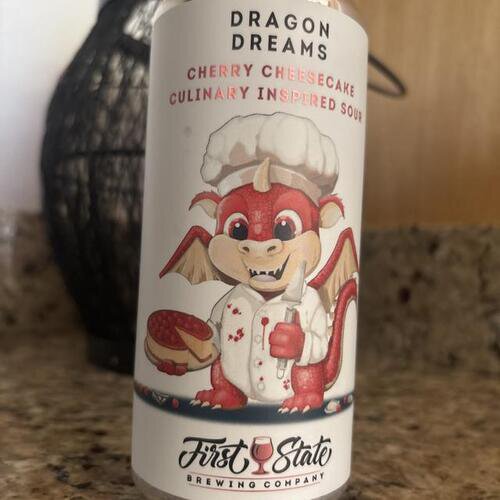 DRAGON
DREAMS
CHERRY CHEESECAKE
CULINARY INSPIRED SOUR
First State
BREWING COMPANY